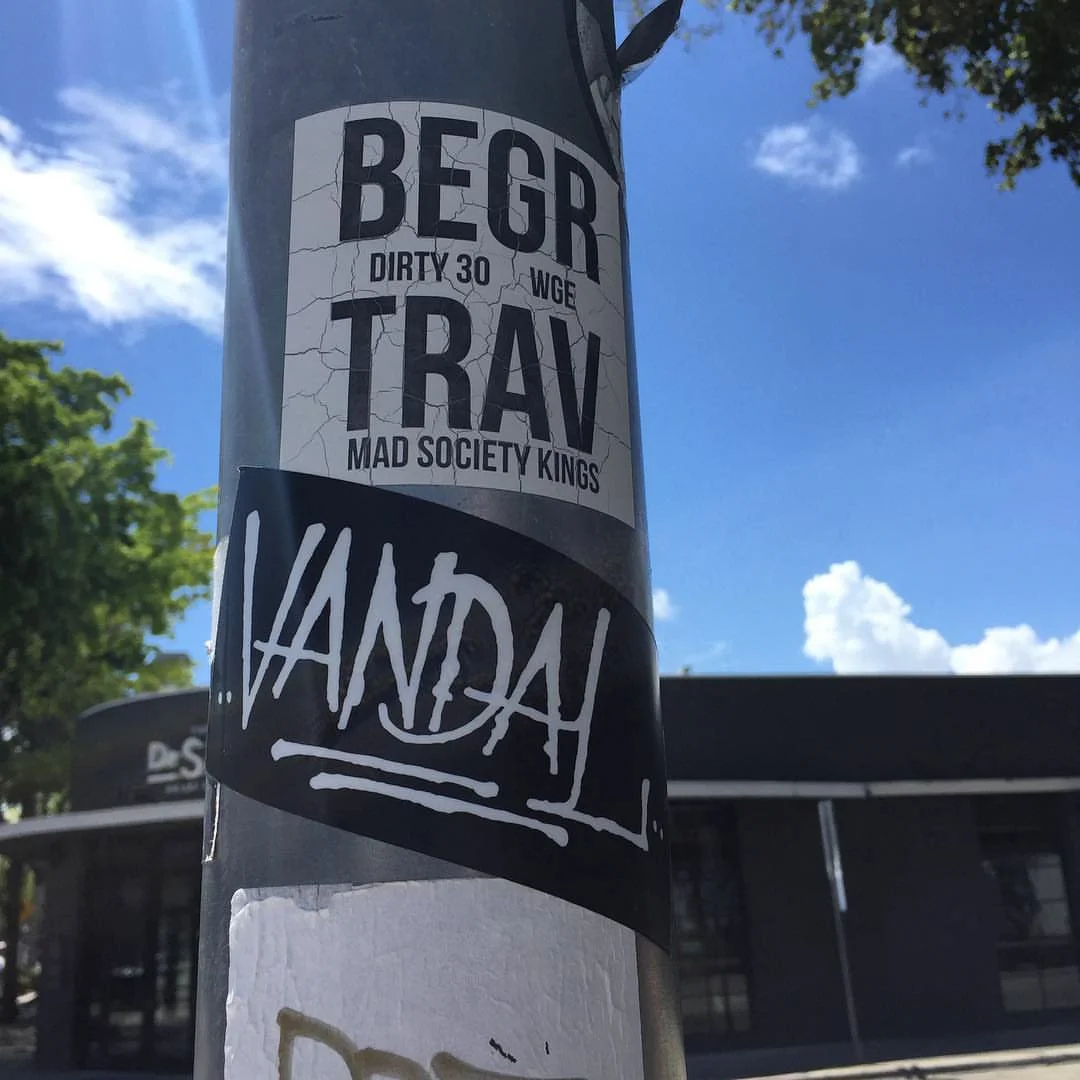 BEGR
DIRTY 30 WGE
TRAV
MAD SOCIETY KINGS
VANDAL